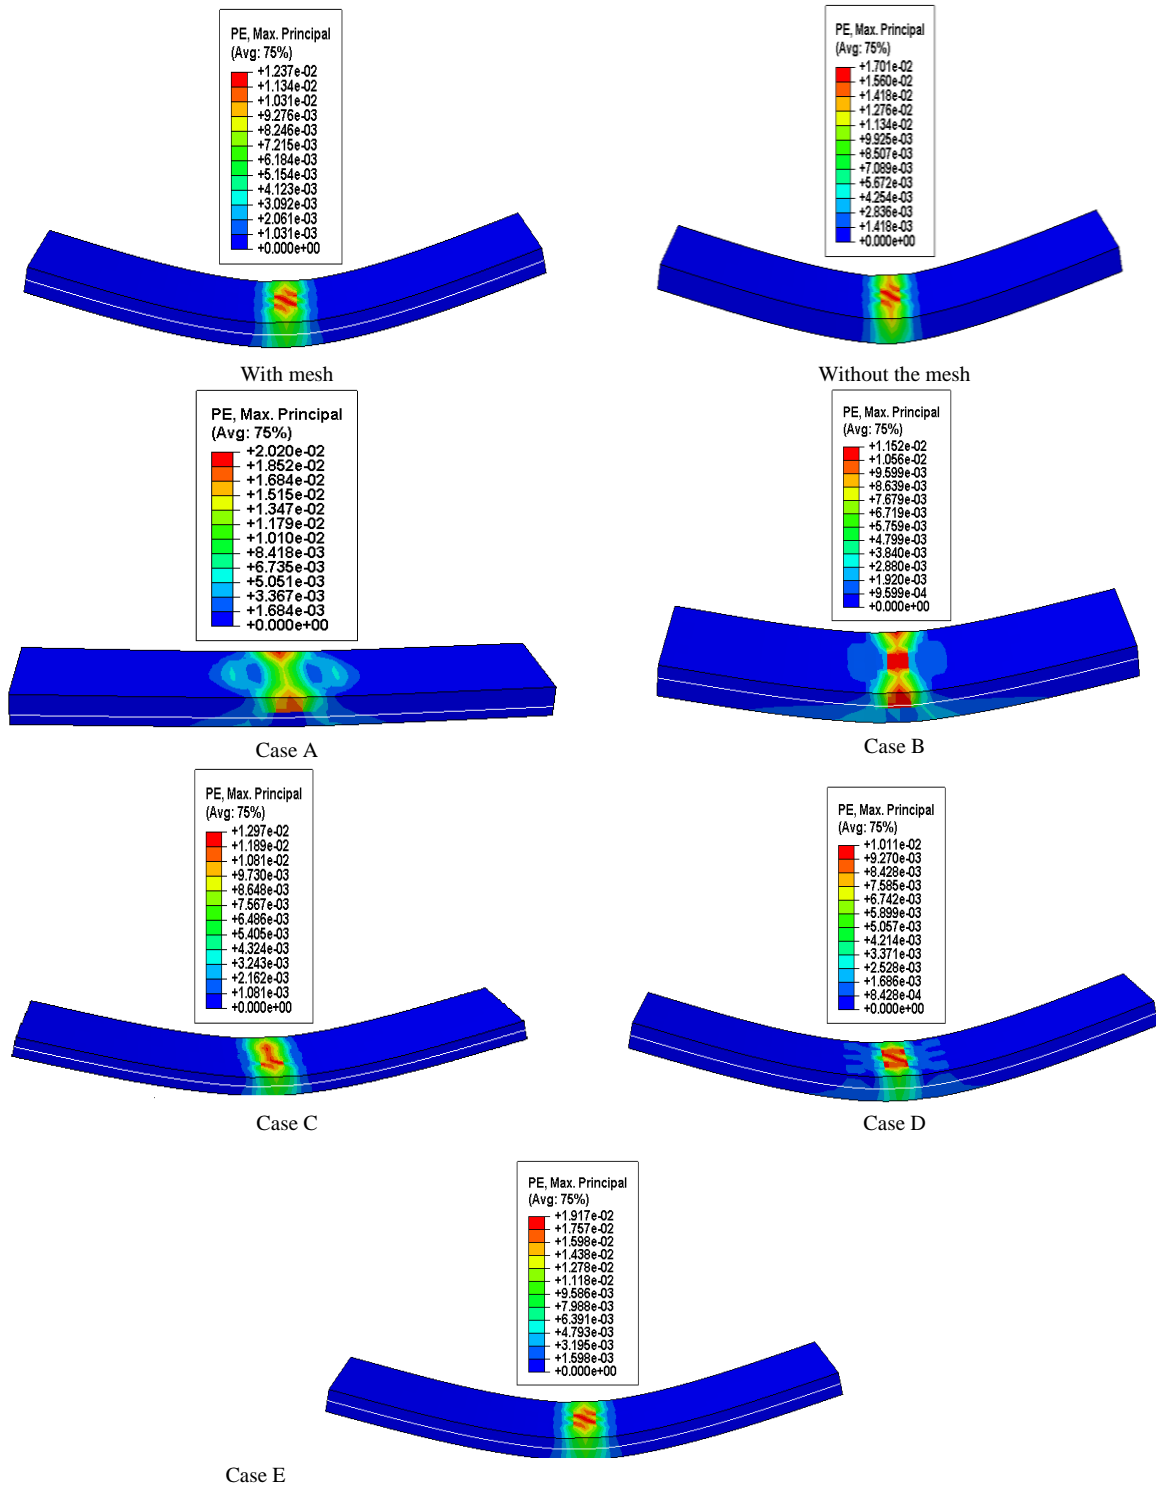 PE, Max. Principal
(Avg: 75%)
+1.237e-02
+1.134e-02
+1.031e-02
+9.276e-03
+8.246e-03
+7.215e-03
+6.184e-03
+5.154e-03
+4.123e-03
+3.092e-03
+2.061e-03
+1.031e-03
+0.000e+00
With mesh
PE, Max. Principal
(Avg: 75%)
+1.701e-02
+1.560e-02
+1.418e-02
+1.276e-02
+1.134e-02
+9.925e-03
+8.507e-03
+7.089e-03
+5.672e-03
+4.254e-03
+2.836e-03
+1.418e-03
+0.000e+00
Without the mesh
PE, Max. Principal
(Avg: 75%)
+2.020e-02
+1.852e-02
+1.684e-02
+1.515e-02
+1.347e-02
+1.179e-02
+1.010e-02
+8.418e-03
+6.735e-03
+5.051e-03
+3.367e-03
+1.684e-03
+0.000e+00
Case A
PE, Max. Principal
(Avg: 75%)
+1.152e-02
+1.056e-02
+9.599e-03
+8.639e-03
+7.679e-03
+6.719e-03
+5.759e-03
+4.799e-03
+3.840e-03
+2.880e-03
+1.920e-03
+9.599e-04
+0.000e+00
Case B
PE, Max. Principal
(Avg: 75%)
+1.297e-02
+1.189e-02
+1.081e-02
+9.730e-03
+8.648e-03
+7.567e-03
+6.486e-03
+5.405e-03
+4.324e-03
+3.243e-03
+2.162e-03
+1.081e-03
+0.000e+00
Case C
PE, Max. Principal
(Avg: 75%)
+1.011e-02
+9.270e-03
+8.428e-03
+7.585e-03
+6.742e-03
+5.899e-03
+5.057e-03
+4.214e-03
+3.371e-03
+2.528e-03
+1.686e-03
+8.428e-04
+0.000e+00
Case D
PE, Max. Principal
(Avg: 75%)
+1.917e-02
+1.757e-02
+1.598e-02
+1.438e-02
+1.278e-02
+1.118e-02
+9.586e-03
+7.988e-03
+6.391e-03
+4.793e-03
+3.195e-03
+1.598e-03
+0.000e+00
Case E